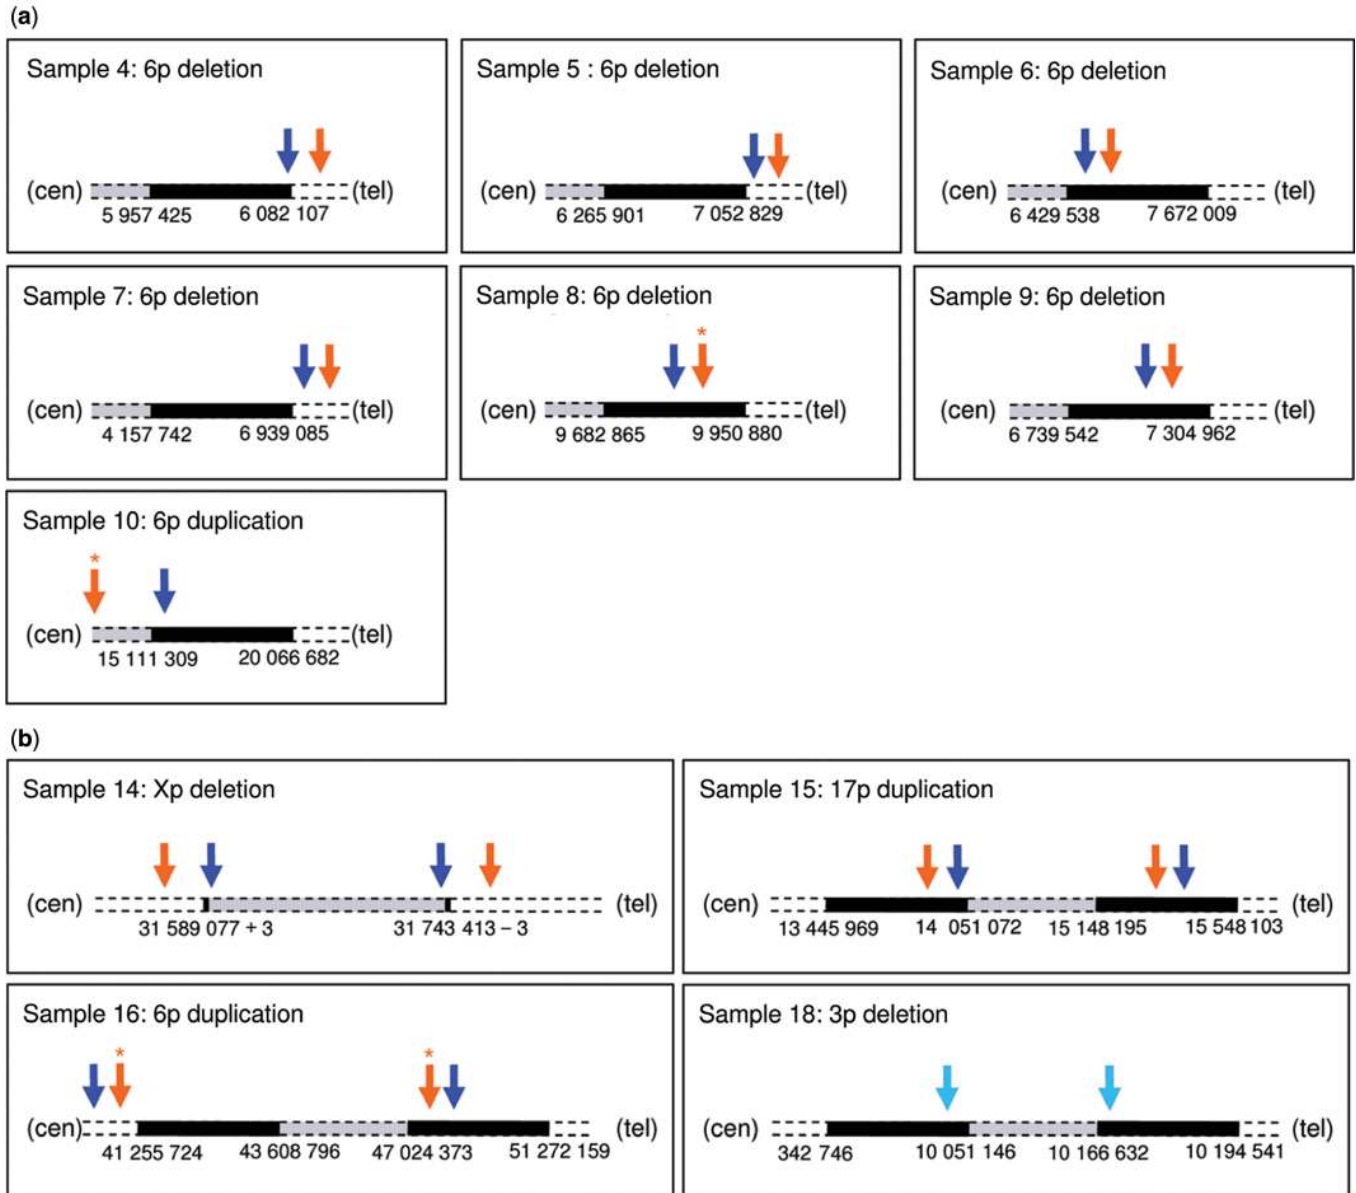 (a)
Sample 4: 6p deletion
(cen) (tel)
5 957 425 6 082 107
Sample 5 : 6p deletion
(cen) (tel)
6 265 901 7 052 829
Sample 6: 6p deletion
(cen) (tel)
6 429 538 7 672 009
Sample 7: 6p deletion
(cen) (tel)
4 157 742 6 939 085
Sample 8: 6p deletion
*
(cen) (tel)
9 682 865 9 950 880
Sample 9: 6p deletion
(cen) (tel)
6 739 542 7 304 962
Sample 10: 6p duplication
*
(cen) (tel)
15 111 309 20 066 682
(b)
Sample 14: Xp deletion
(cen) (tel)
31 589 077 + 3 31 743 413 – 3
Sample 15: 17p duplication
(cen) (tel)
13 445 969 14 051 072 15 148 195 15 548 103
Sample 16: 6p duplication
* *
(cen) (tel)
41 255 724 43 608 796 47 024 373 51 272 159
Sample 18: 3p deletion
(cen) (tel)
342 746 10 051 146 10 166 632 10 194 541